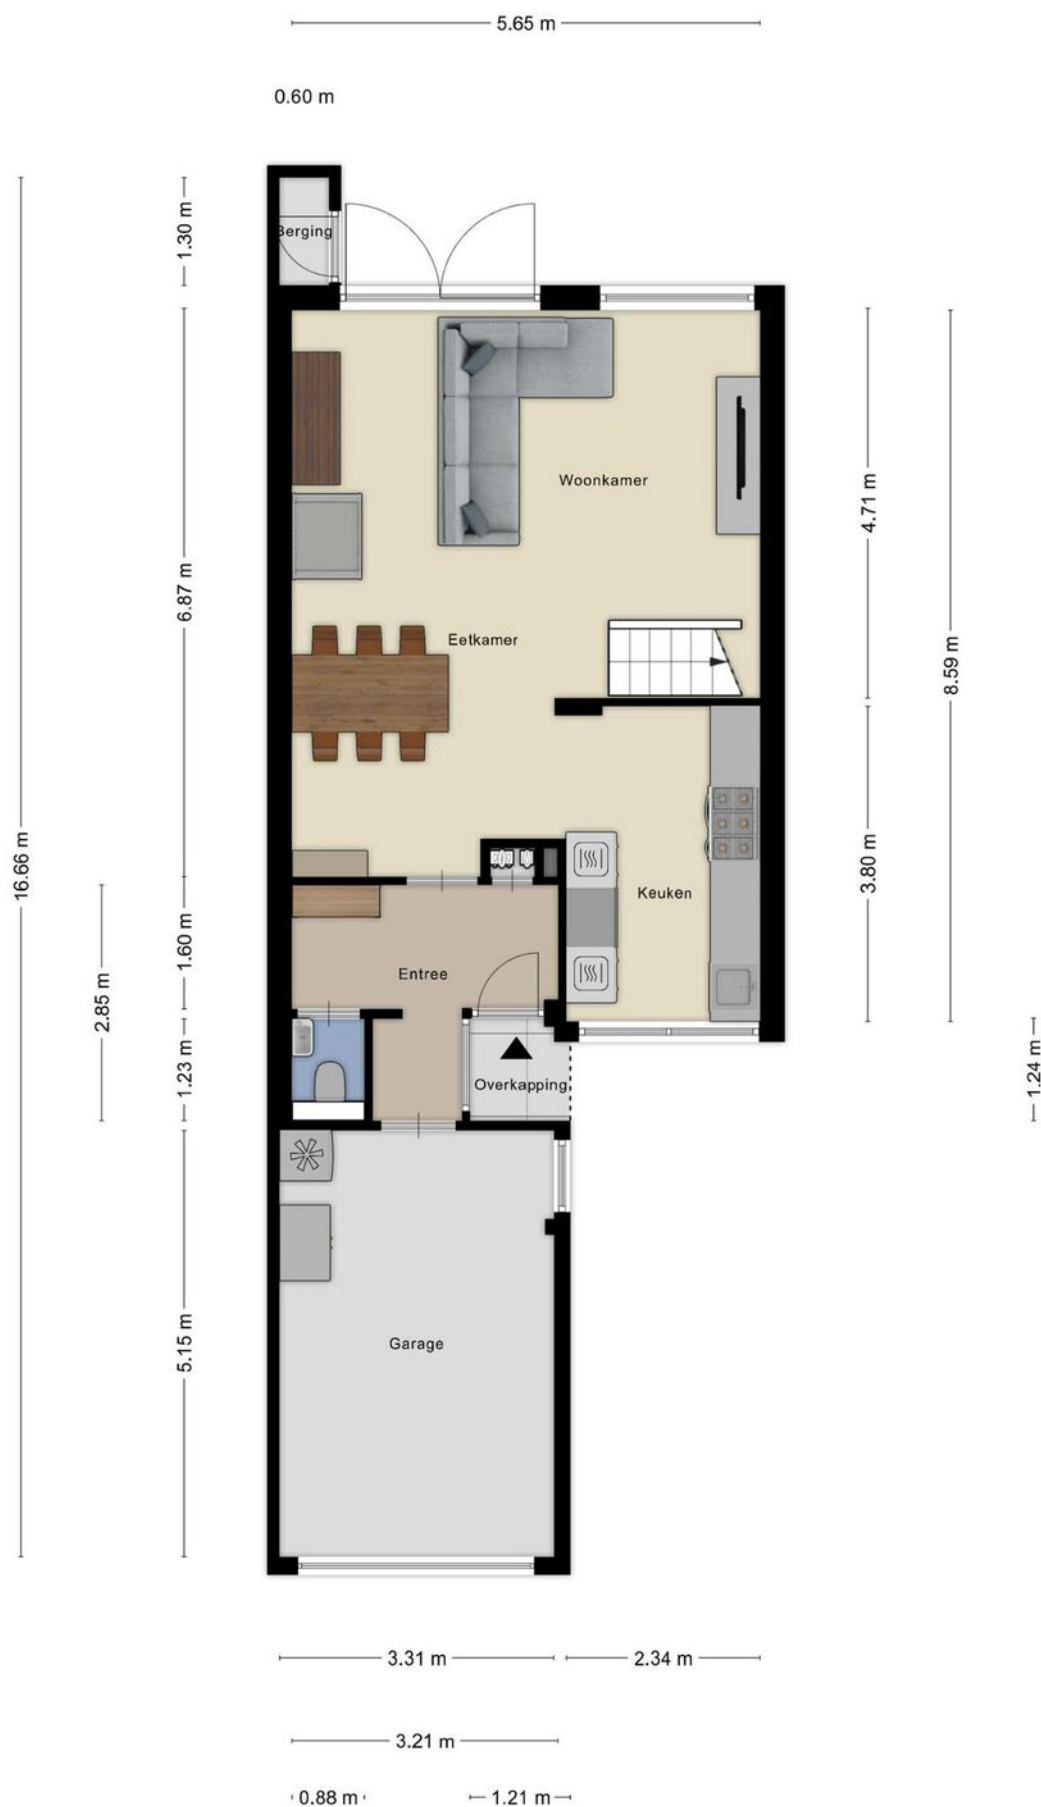 5.65 m
0.60 m
1.30 m
Berging
Woonkamer
4.71 m
6.87 m
Eetkamer
8.59 m
16.66 m
3.80 m
Keuken
1.60 m
Entree
2.85 m
1.23 m
1.24 m
Overkapping
Garage
5.15 m
3.31 m
2.34 m
3.21 m
0.88 m
1.21 m